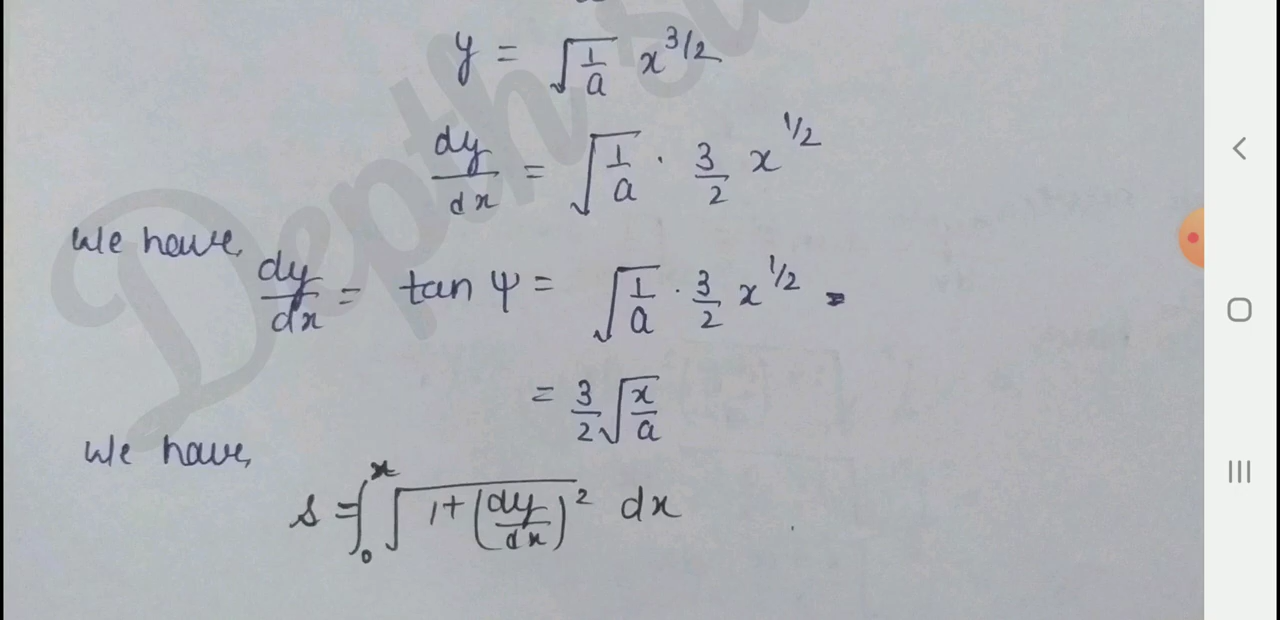 y = √(1/a) x^3/2
dy/dx = √(1/a) · 3/2 x^1/2
We have,
dy/dx = tan ψ = √(1/a) · 3/2 x^1/2 =
= 3/2 √(x/a)
We have,
s = ∫₀ˣ √(1+(dy/dx)²) dx